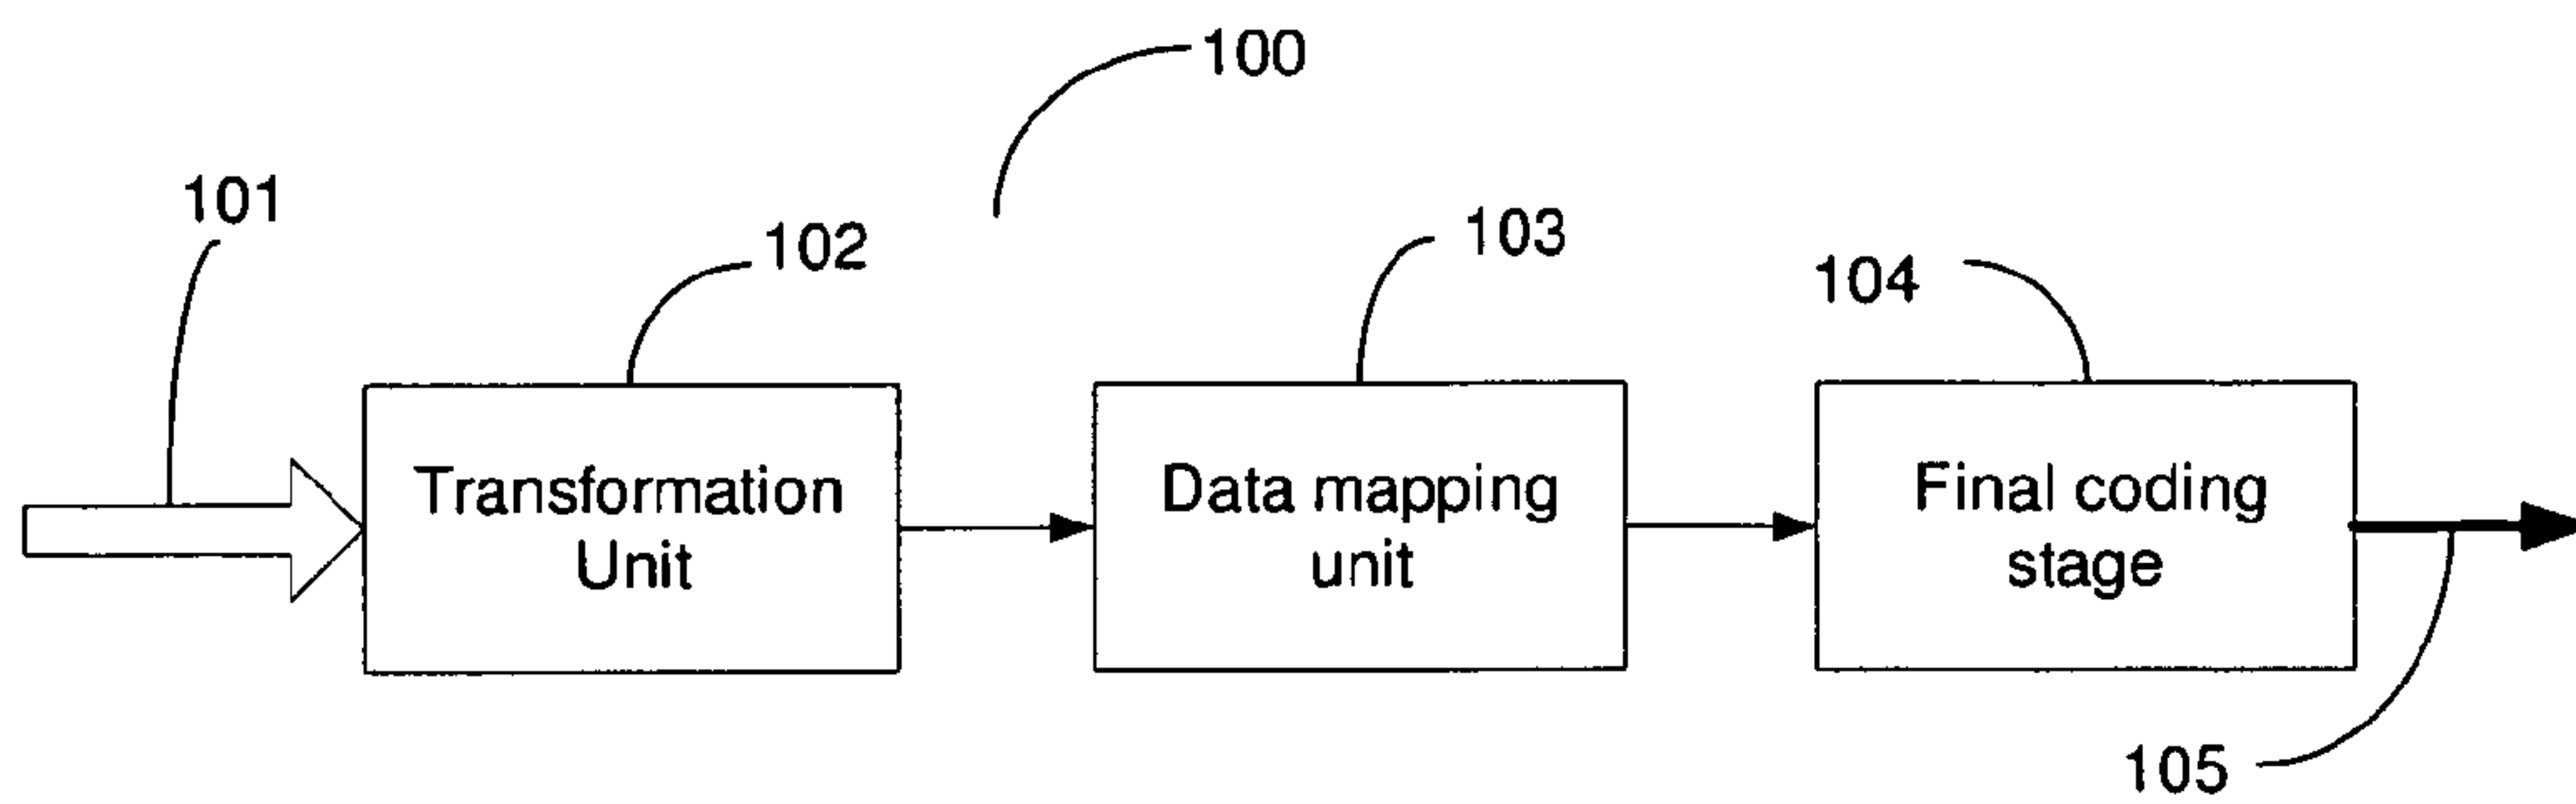 100
101
102
103
104
Transformation
Unit
Data mapping
unit
Final coding
stage
105